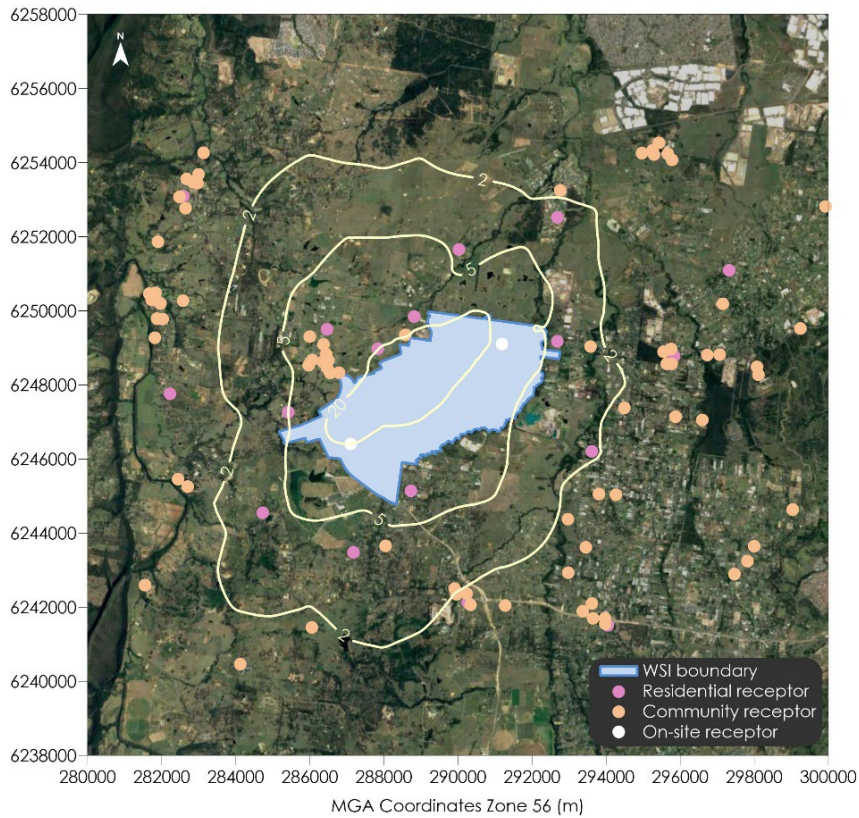 6258000
N
6256000
6254000
2
2
6252000
5
6250000
5
2
6248000
20
6246000
2
5
6244000
6242000
2
6240000
WSI boundary
Residential receptor
Community receptor
On-site receptor
6238000
280000 282000 284000 286000 288000 290000 292000 294000 296000 298000 300000
MGA Coordinates Zone 56 (m)